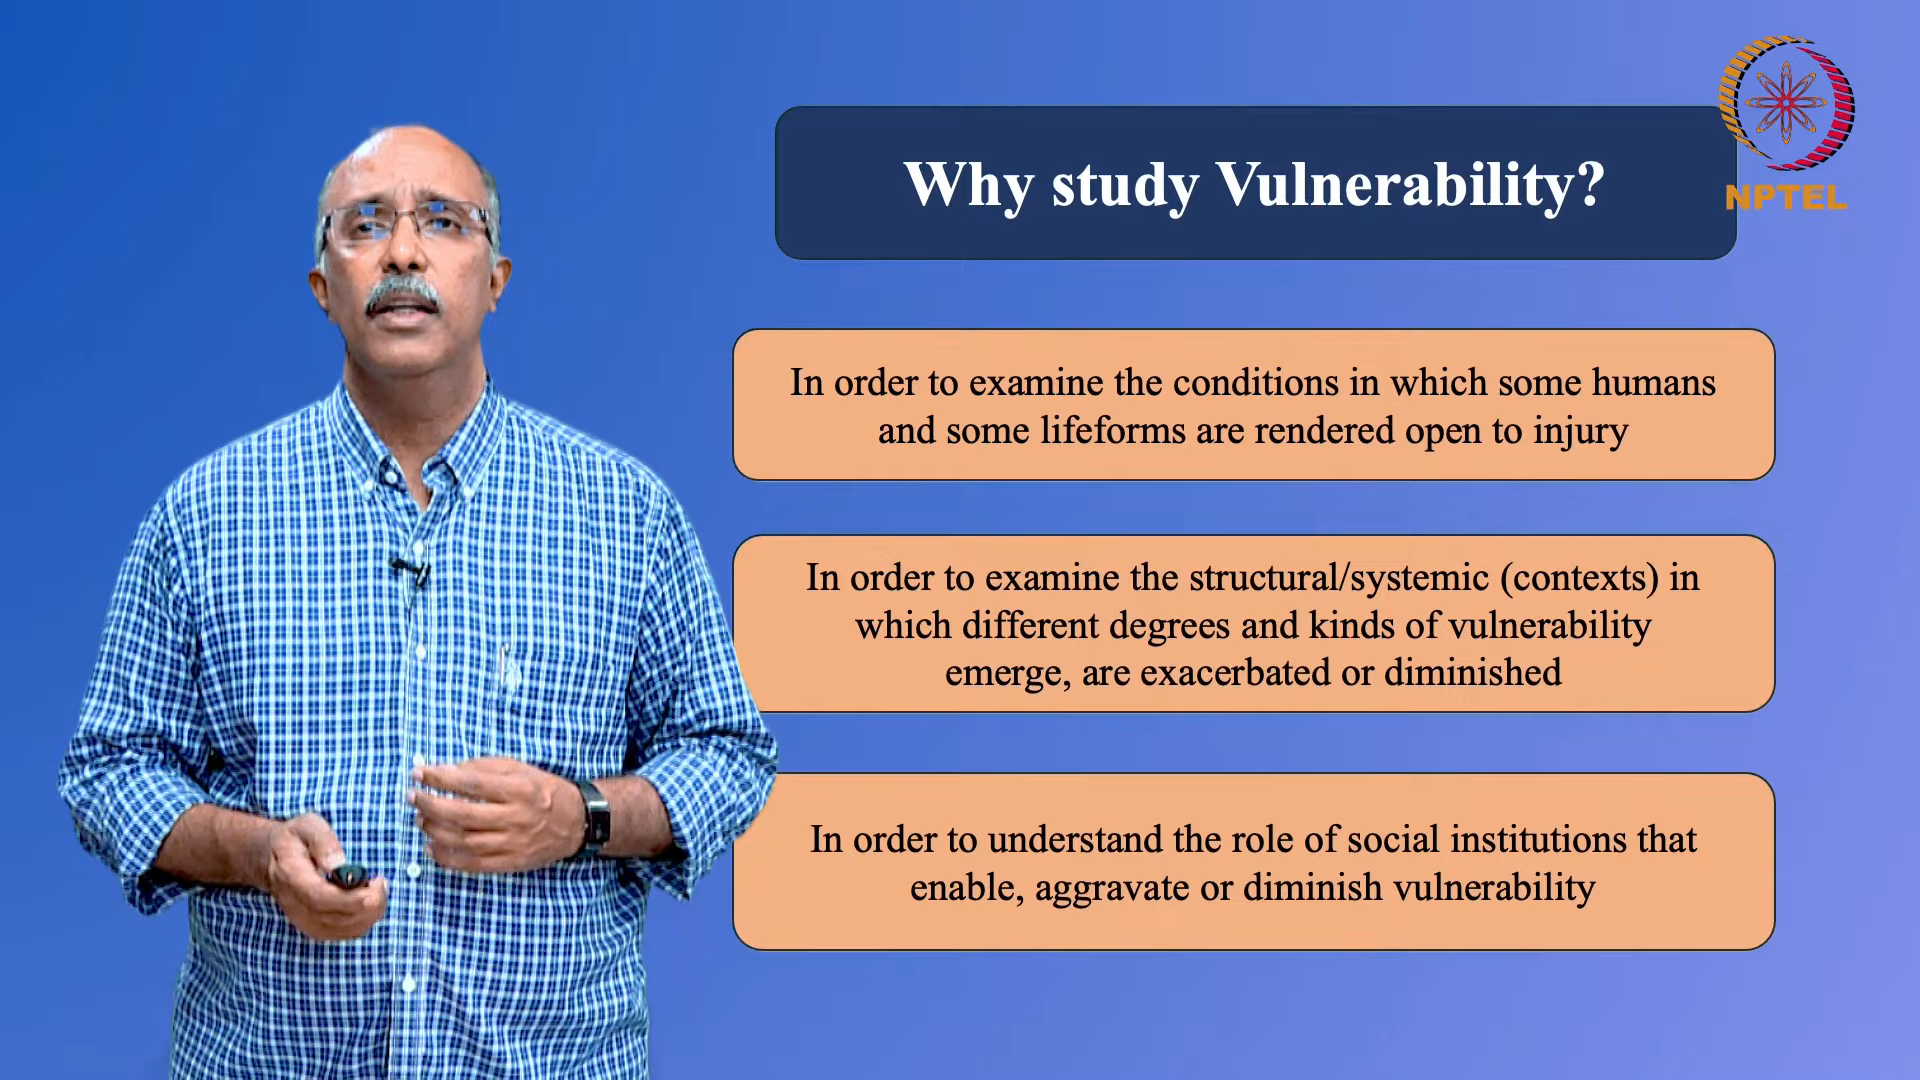 Why study Vulnerability?
NPTEL
In order to examine the conditions in which some humans
and some lifeforms are rendered open to injury
In order to examine the structural/systemic (contexts) in
which different degrees and kinds of vulnerability
emerge, are exacerbated or diminished
In order to understand the role of social institutions that
enable, aggravate or diminish vulnerability